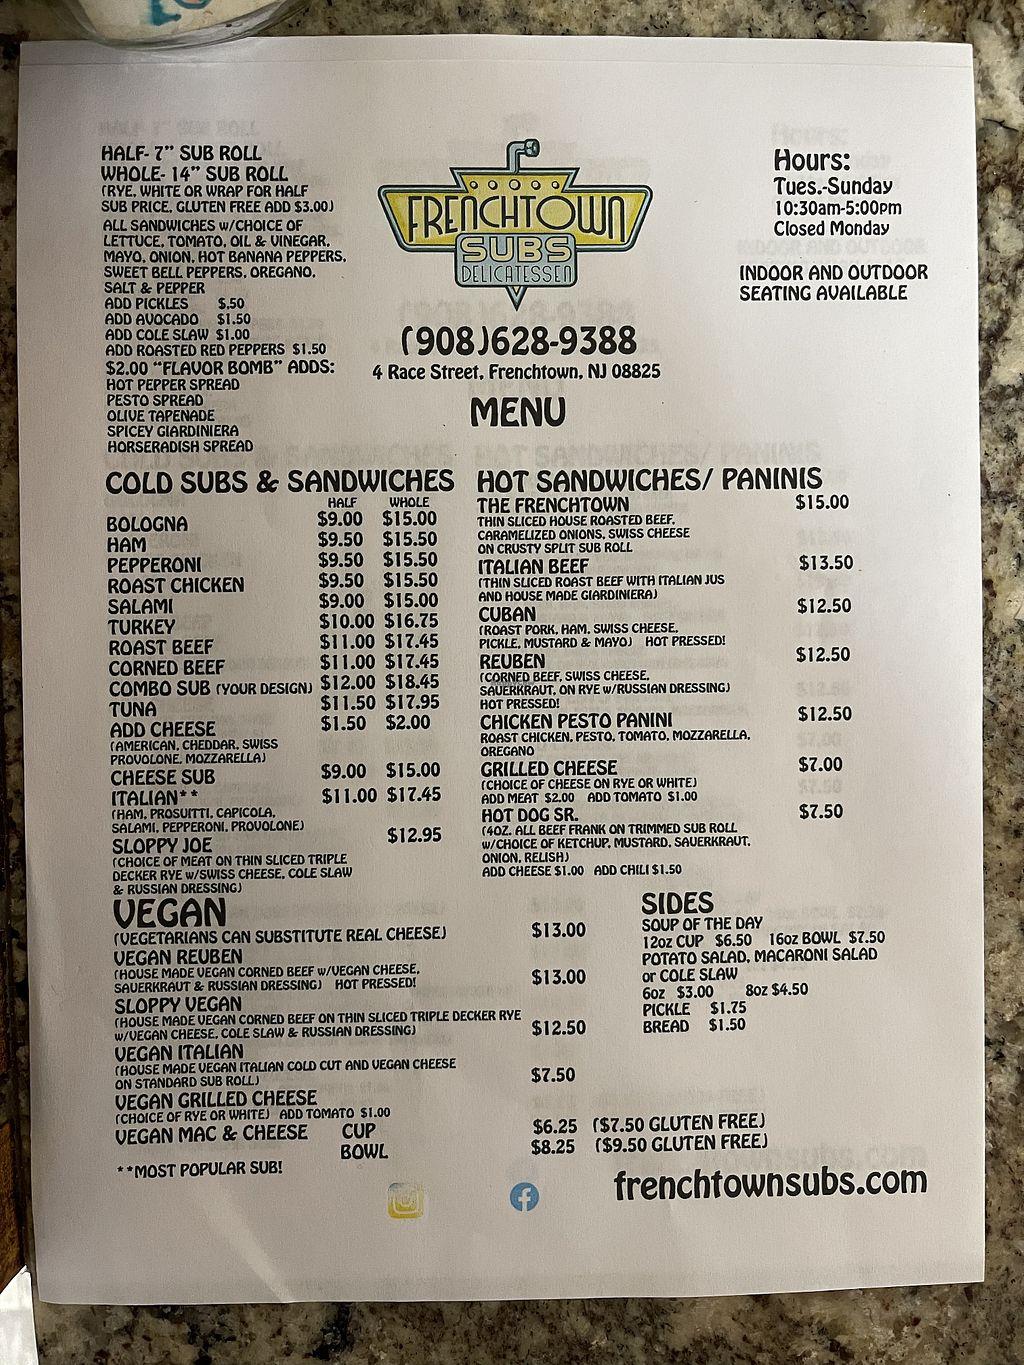 HALF- 7" SUB ROLL
WHOLE- 14" SUB ROLL
(RYE, WHITE OR WRAP FOR HALF
SUB PRICE, GLUTEN FREE ADD $3.00)
ALL SANDWICHES w/CHOICE OF
LETTUCE, TOMATO, OIL & VINEGAR,
MAYO, ONION, HOT BANANA PEPPERS,
SWEET BELL PEPPERS, OREGANO,
SALT & PEPPER
ADD PICKLES $.50
ADD AVOCADO $1.50
ADD COLE SLAW $1.00
ADD ROASTED RED PEPPERS $1.50
$2.00 "FLAVOR BOMB" ADDS:
HOT PEPPER SPREAD
PESTO SPREAD
OLIVE TAPENADE
SPICEY GIARDINIERA
HORSERADISH SPREAD
FRENCHTOWN
SUBS
DELICATESSEN
(908)628-9388
4 Race Street, Frenchtown, NJ 08825
MENU
Hours:
Tues.-Sunday
10:30am-5:00pm
Closed Monday
INDOOR AND OUTDOOR
SEATING AVAILABLE
COLD SUBS & SANDWICHES
HALF WHOLE
BOLOGNA $9.00 $15.00
HAM $9.50 $15.50
PEPPERONI $9.50 $15.50
ROAST CHICKEN $9.50 $15.50
SALAMI $9.00 $15.00
TURKEY $10.00 $16.75
ROAST BEEF $11.00 $17.45
CORNED BEEF $11.00 $17.45
COMBO SUB (YOUR DESIGN) $12.00 $18.45
TUNA $11.50 $17.95
ADD CHEESE $1.50 $2.00
(AMERICAN, CHEDDAR, SWISS
PROVOLONE, MOZZARELLA)
CHEESE SUB $9.00 $15.00
ITALIAN** $11.00 $17.45
(HAM, PROSUITTI, CAPICOLA,
SALAMI, PEPPERONI, PROVOLONE)
SLOPPY JOE $12.95
(CHOICE OF MEAT ON THIN SLICED TRIPLE
DECKER RYE w/SWISS CHEESE, COLE SLAW
& RUSSIAN DRESSING)
HOT SANDWICHES/ PANINIS
THE FRENCHTOWN $15.00
THIN SLICED HOUSE ROASTED BEEF,
CARAMELIZED ONIONS, SWISS CHEESE
ON CRUSTY SPLIT SUB ROLL
ITALIAN BEEF $13.50
(THIN SLICED ROAST BEEF WITH ITALIAN JUS
AND HOUSE MADE GIARDINIERA)
CUBAN $12.50
(ROAST PORK, HAM, SWISS CHEESE,
PICKLE, MUSTARD & MAYO) HOT PRESSED!
REUBEN $12.50
(CORNED BEEF, SWISS CHEESE,
SAUERKRAUT, ON RYE w/RUSSIAN DRESSING)
HOT PRESSED!
CHICKEN PESTO PANINI $12.50
ROAST CHICKEN, PESTO, TOMATO, MOZZARELLA,
OREGANO
GRILLED CHEESE $7.00
(CHOICE OF CHEESE ON RYE OR WHITE)
ADD MEAT $2.00 ADD TOMATO $1.00
HOT DOG SR. $7.50
(4OZ. ALL BEEF FRANK ON TRIMMED SUB ROLL
w/CHOICE OF KETCHUP, MUSTARD, SAUERKRAUT,
ONION, RELISH)
ADD CHEESE $1.00 ADD CHILI $1.50
VEGAN
(VEGETARIANS CAN SUBSTITUTE REAL CHEESE) $13.00
VEGAN REUBEN
(HOUSE MADE VEGAN CORNED BEEF w/VEGAN CHEESE,
SAUERKRAUT & RUSSIAN DRESSING) HOT PRESSED! $13.00
SLOPPY VEGAN
(HOUSE MADE VEGAN CORNED BEEF ON THIN SLICED TRIPLE DECKER RYE
w/VEGAN CHEESE, COLE SLAW & RUSSIAN DRESSING) $12.50
VEGAN ITALIAN
(HOUSE MADE VEGAN ITALIAN COLD CUT AND VEGAN CHEESE
ON STANDARD SUB ROLL) $7.50
VEGAN GRILLED CHEESE
(CHOICE OF RYE OR WHITE) ADD TOMATO $1.00
VEGAN MAC & CHEESE CUP $6.25 ($7.50 GLUTEN FREE)
BOWL $8.25 ($9.50 GLUTEN FREE)
**MOST POPULAR SUB!
SIDES
SOUP OF THE DAY
12oz CUP $6.50 16oz BOWL $7.50
POTATO SALAD, MACARONI SALAD
or COLE SLAW
6oz $3.00 8oz $4.50
PICKLE $1.75
BREAD $1.50
frenchtownsubs.com